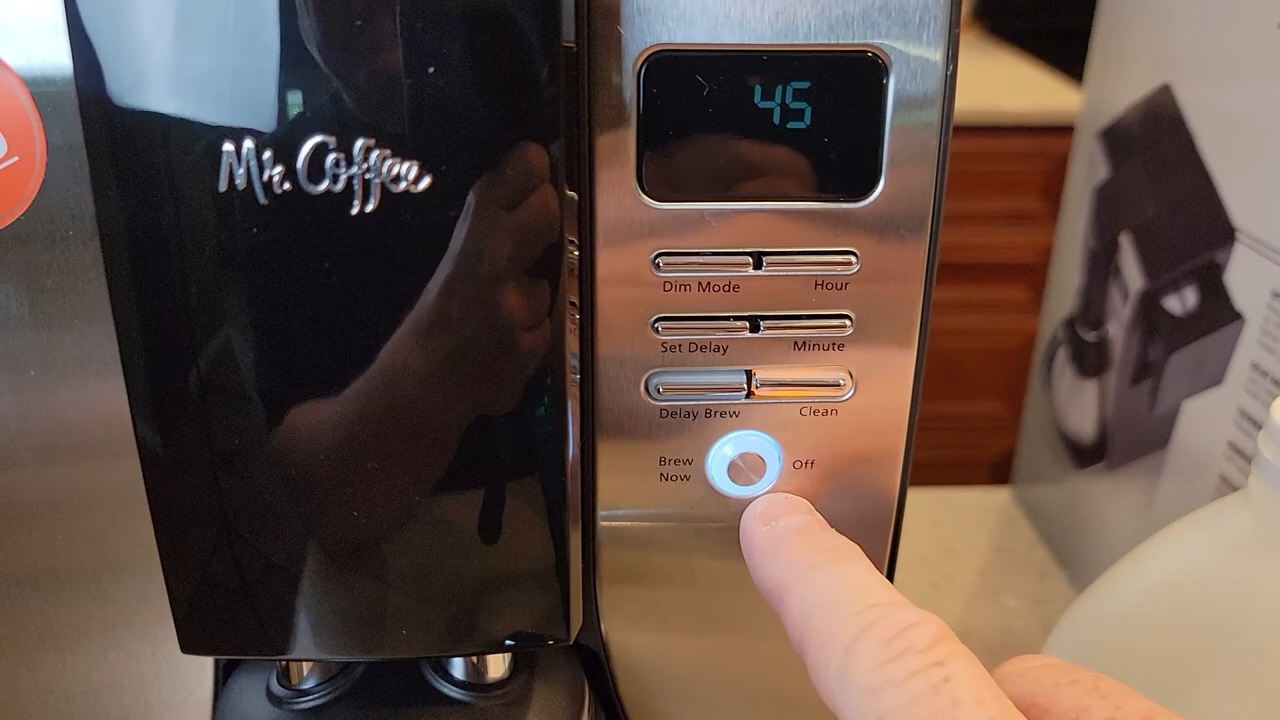 Mr. Coffee
45
Dim Mode
Hour
Set Delay
Minute
Delay Brew
Clean
Brew
Now
Off